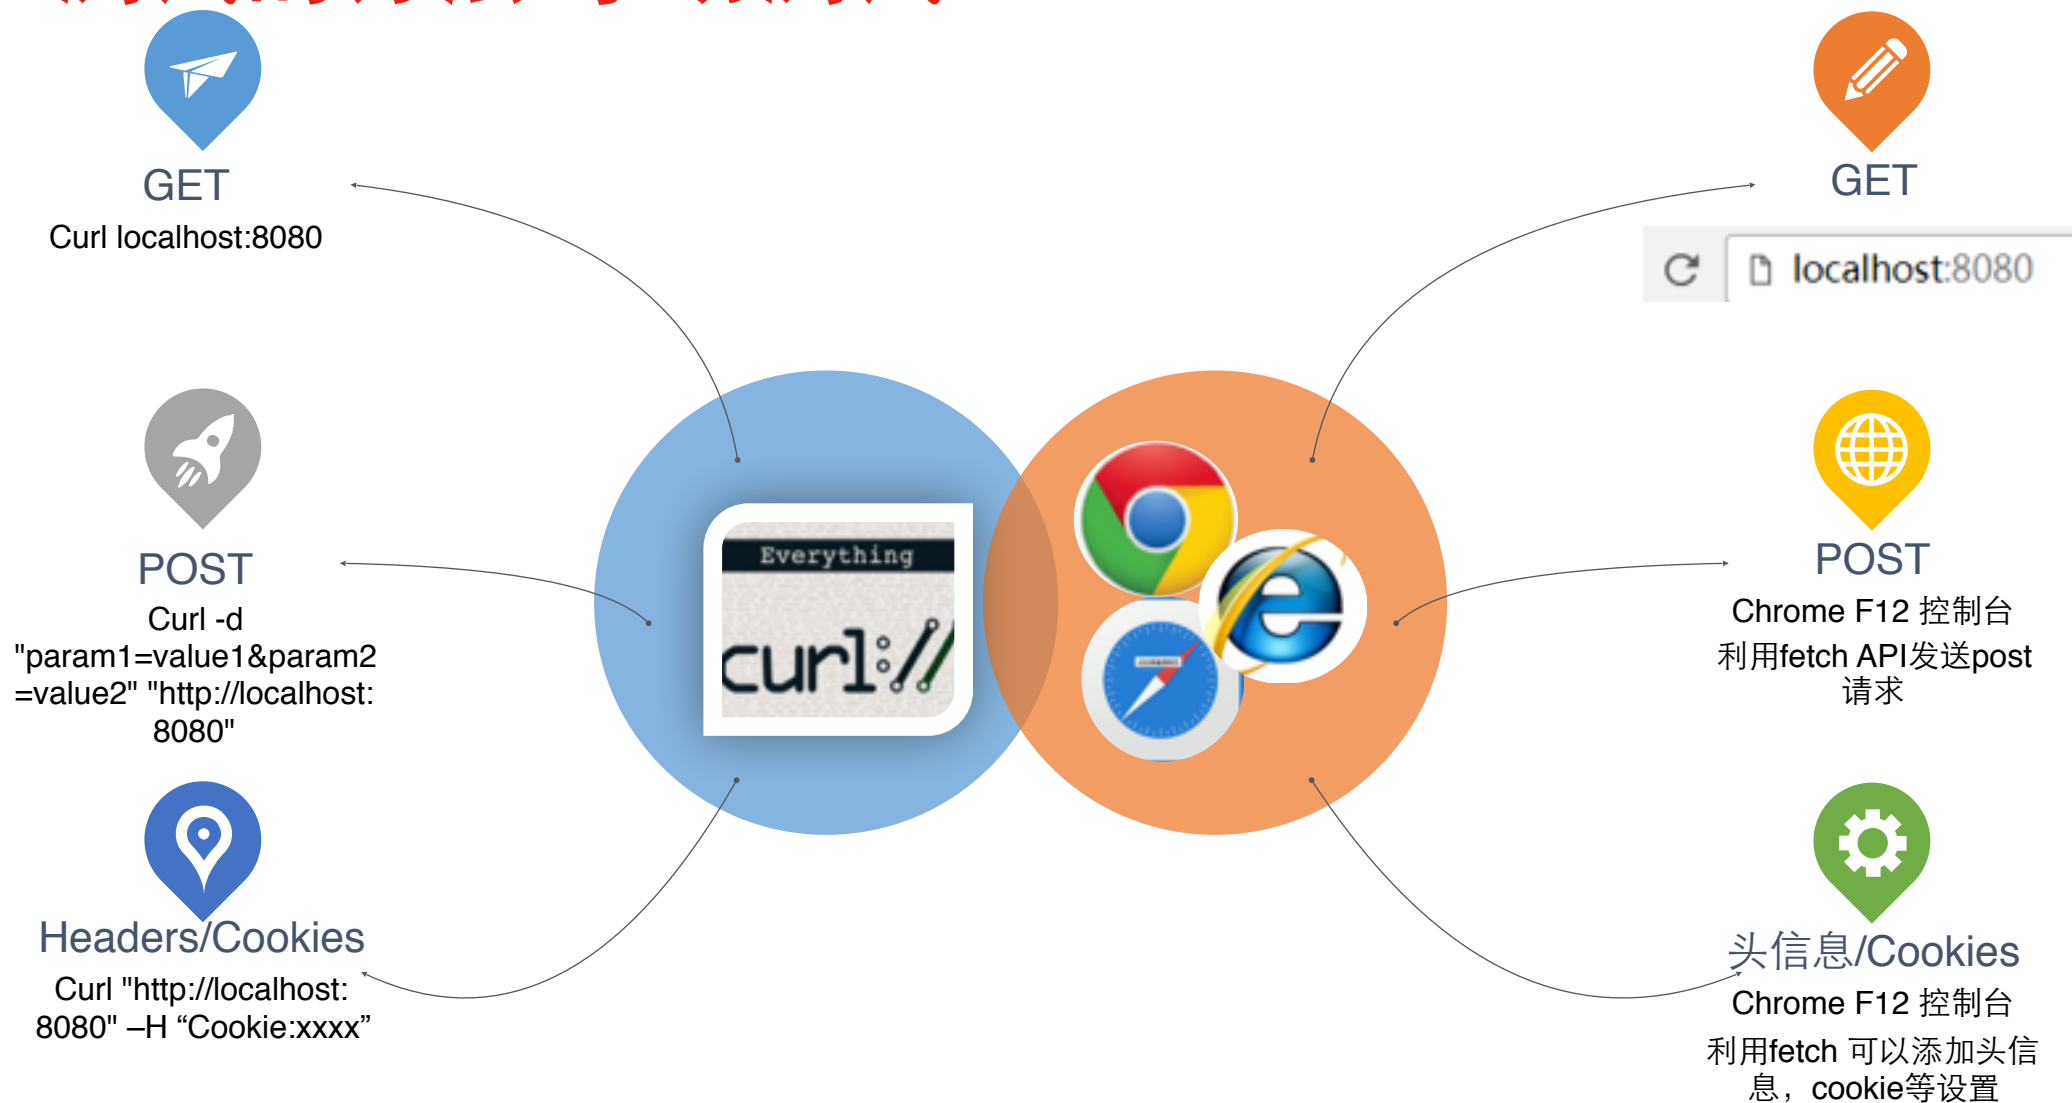 GET
Curl localhost:8080
POST
Curl -d
"param1=value1&param2
=value2" "http://localhost:
8080"
Headers/Cookies
Curl "http://localhost:
8080" –H “Cookie:xxxx”
Everything
curl://
GET
localhost:8080
POST
Chrome F12 控制台
利用fetch API发送post
请求
头信息/Cookies
Chrome F12 控制台
利用fetch 可以添加头信
息，cookie等设置